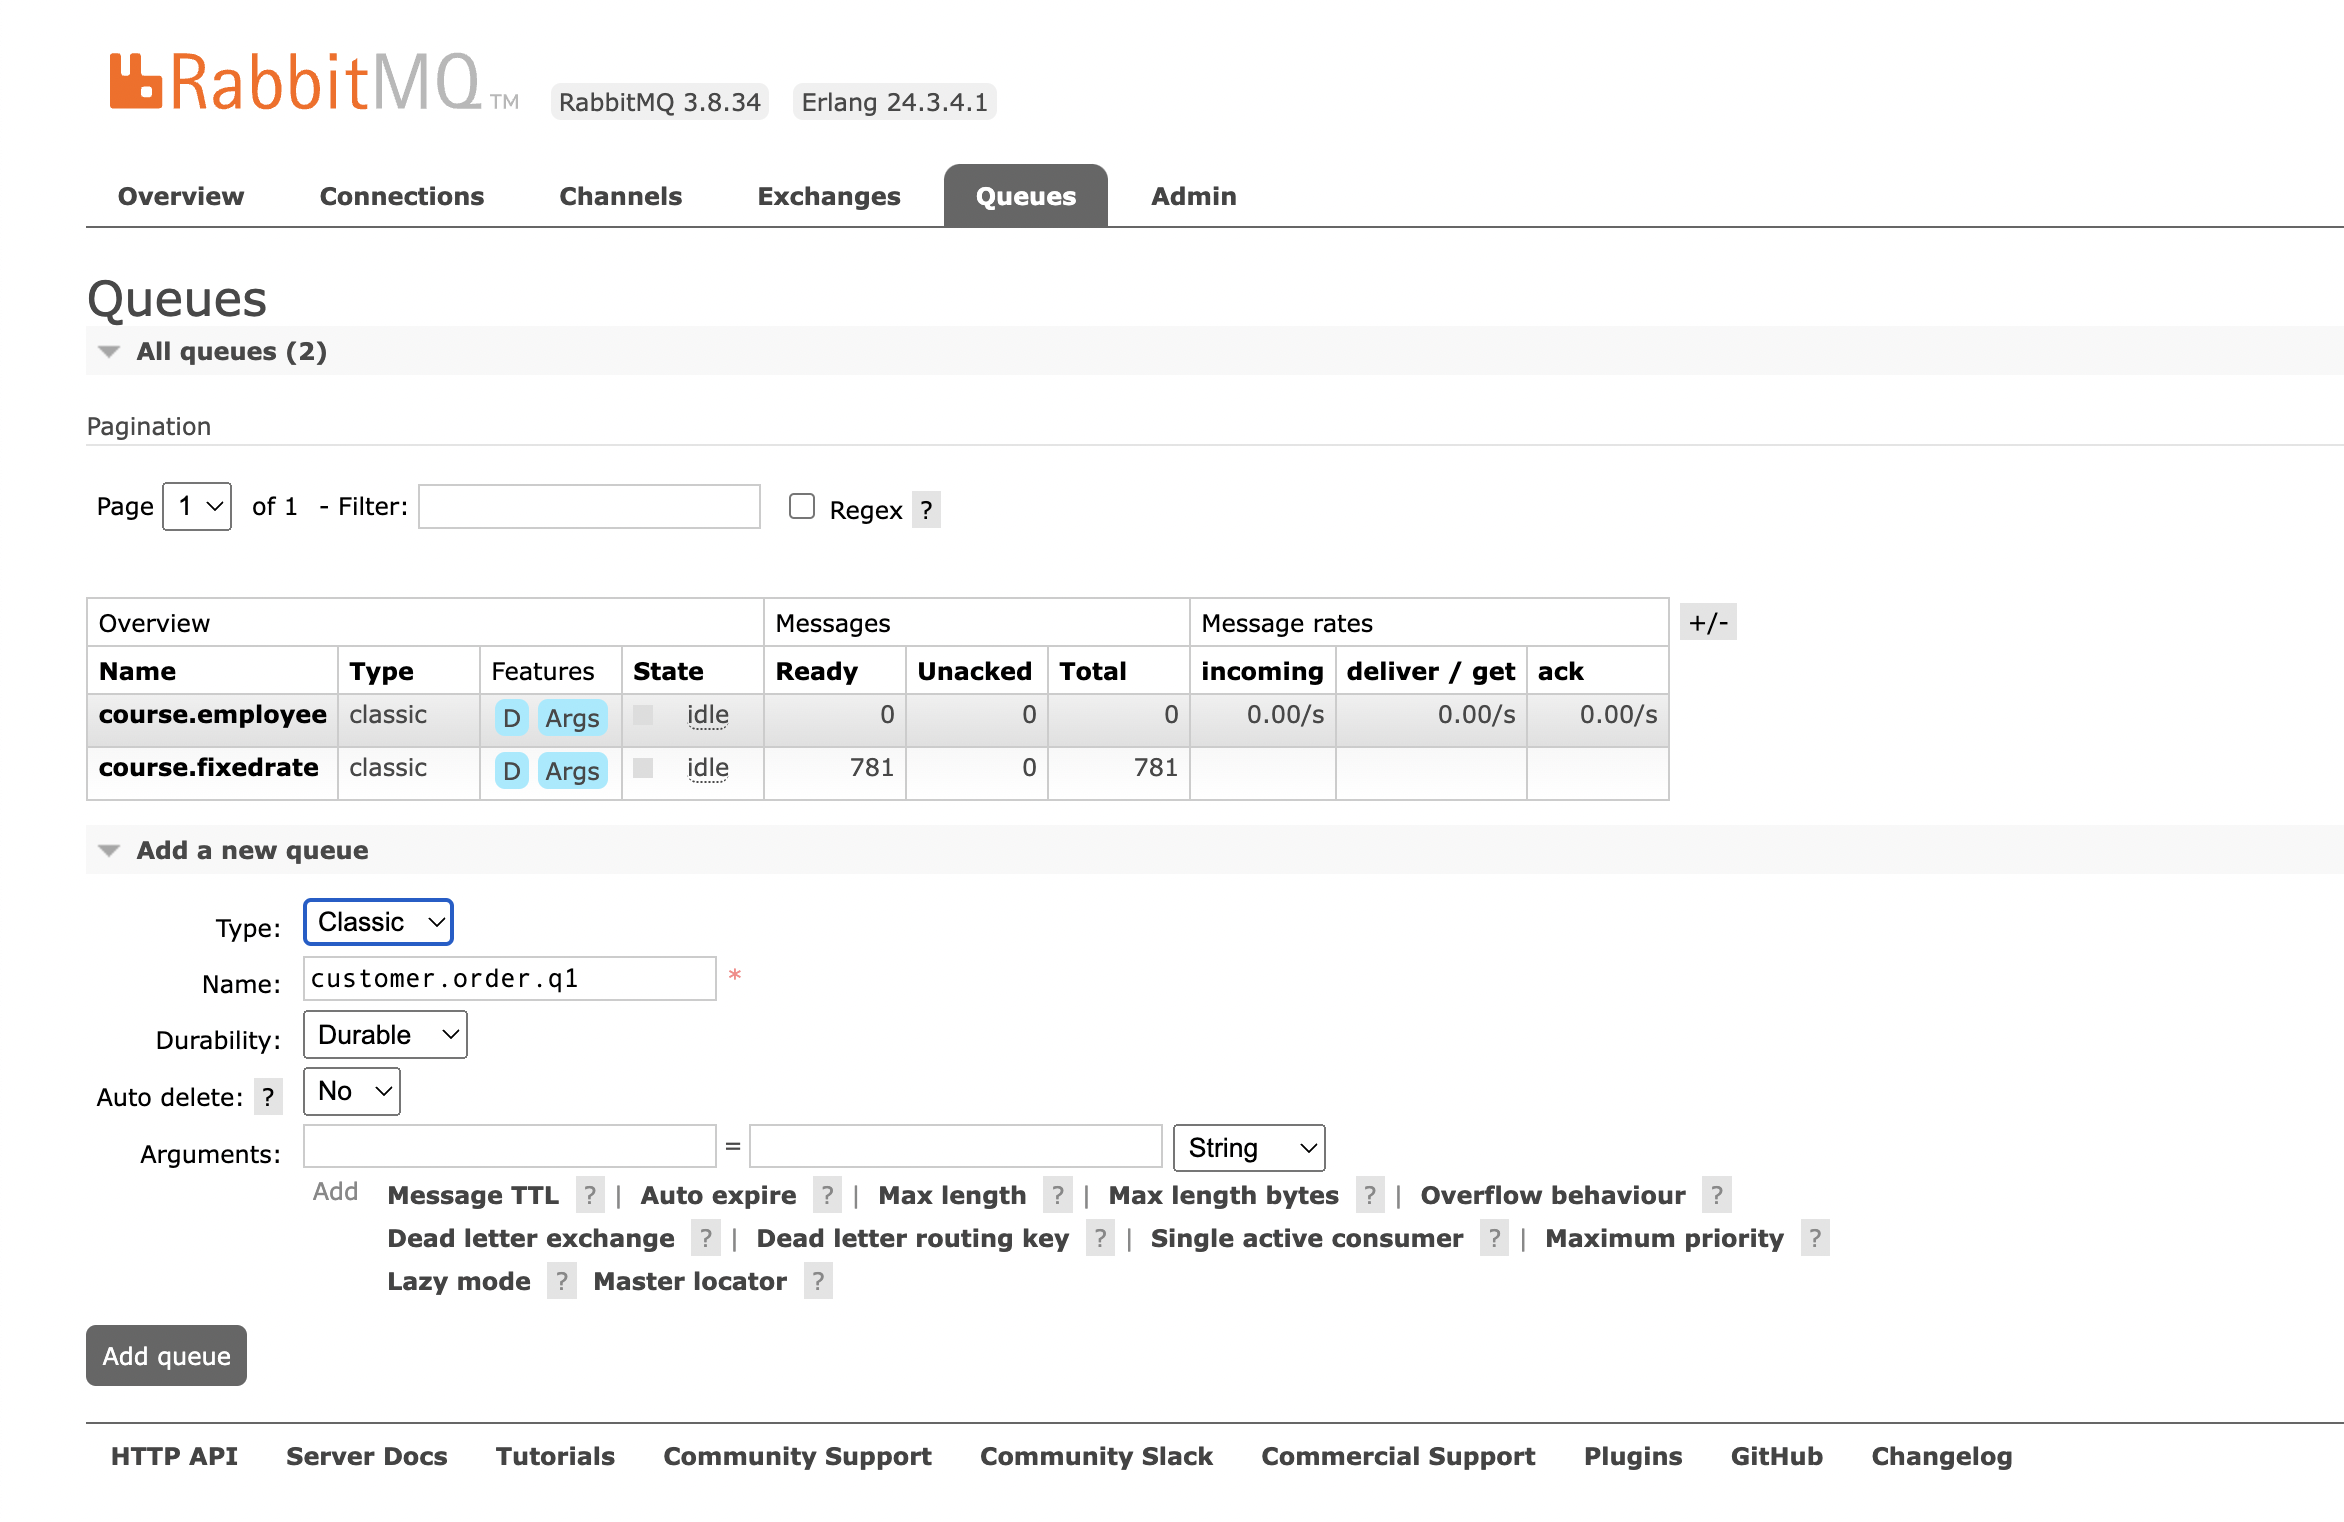 RabbitMQ TM RabbitMQ 3.8.34 Erlang 24.3.4.1
Overview Connections Channels Exchanges Queues Admin
Queues
All queues (2)
Pagination
Page 1 of 1 - Filter: Regex ?
Overview Messages Message rates +/-
Name Type Features State Ready Unacked Total incoming deliver / get ack
course.employee classic D Args idle 0 0 0 0.00/s 0.00/s 0.00/s
course.fixedrate classic D Args idle 781 0 781
Add a new queue
Type: Classic
Name: customer.order.q1 *
Durability: Durable
Auto delete: ? No
Arguments: = String
Add Message TTL ? | Auto expire ? | Max length ? | Max length bytes ? | Overflow behaviour ?
Dead letter exchange ? | Dead letter routing key ? | Single active consumer ? | Maximum priority ?
Lazy mode ? Master locator ?
Add queue
HTTP API Server Docs Tutorials Community Support Community Slack Commercial Support Plugins GitHub Changelog